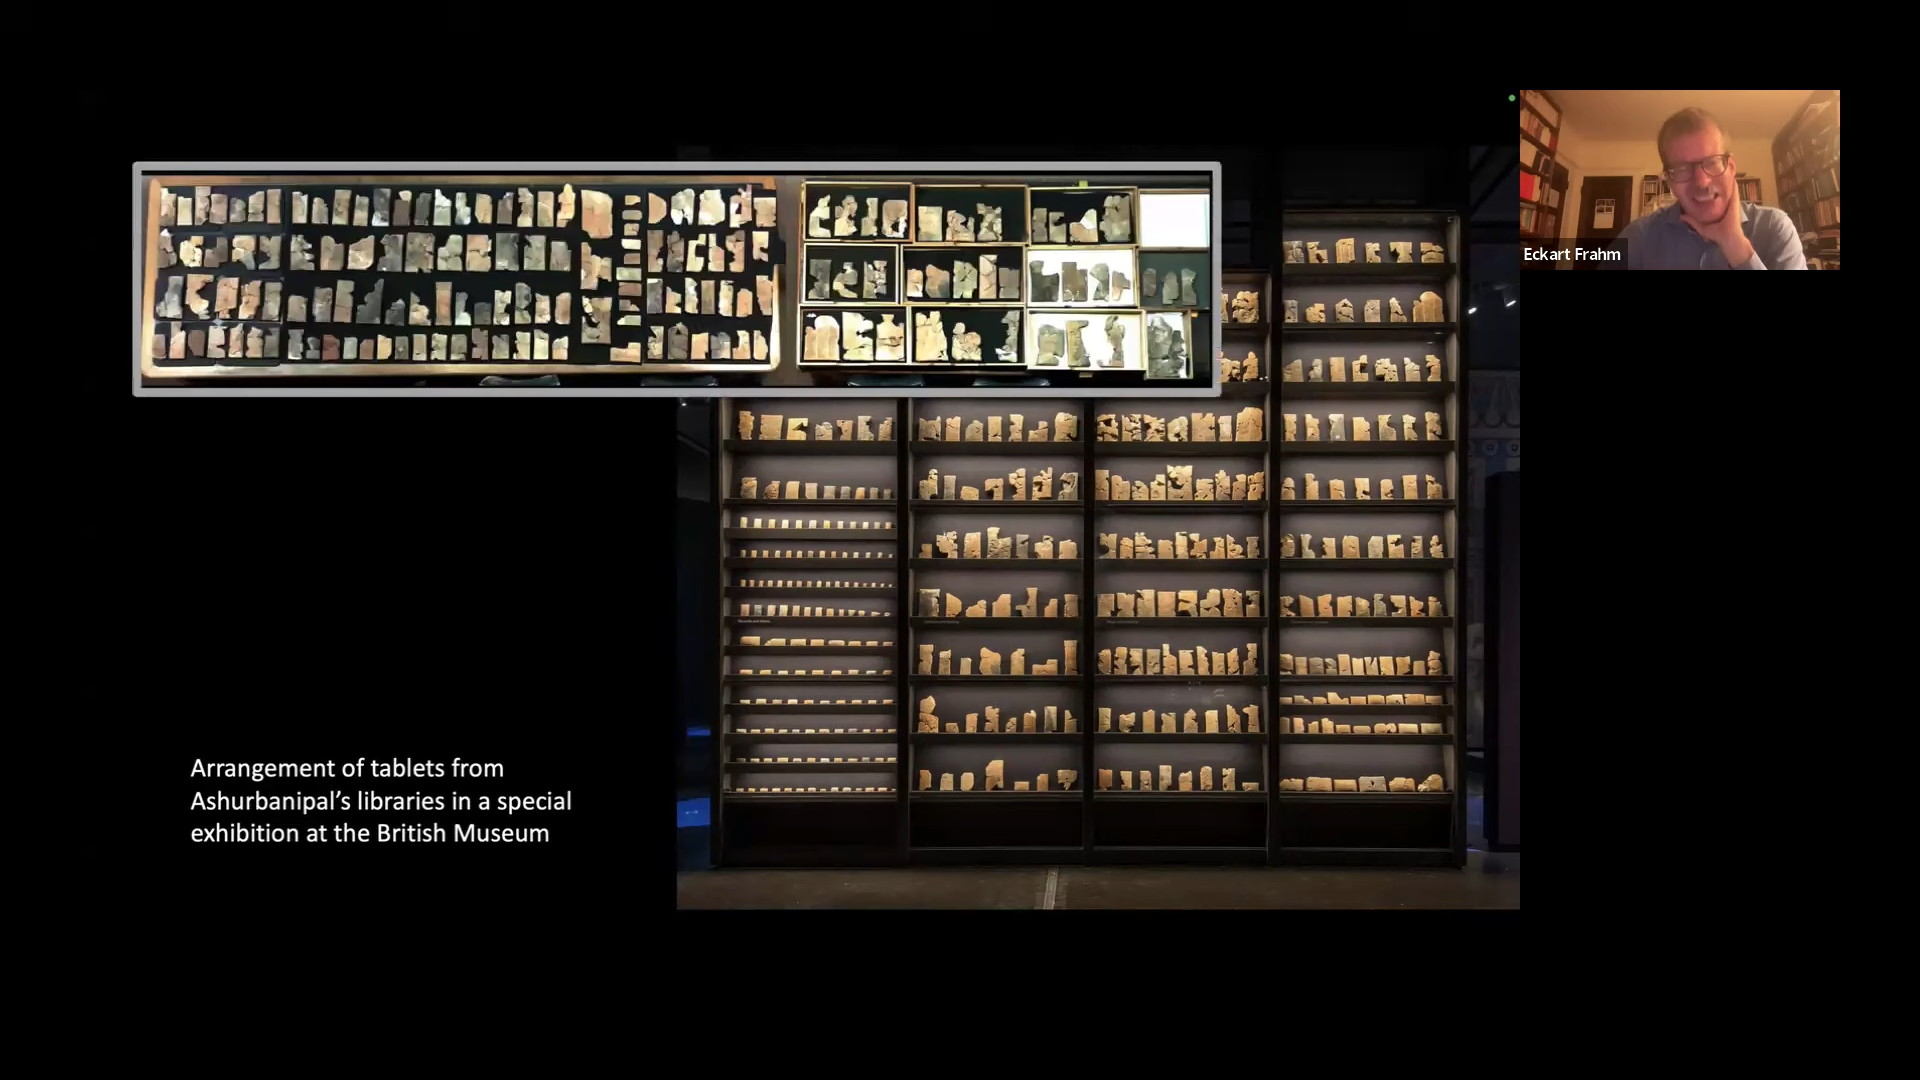 Eckart Frahm
Arrangement of tablets from
Ashurbanipal’s libraries in a special
exhibition at the British Museum